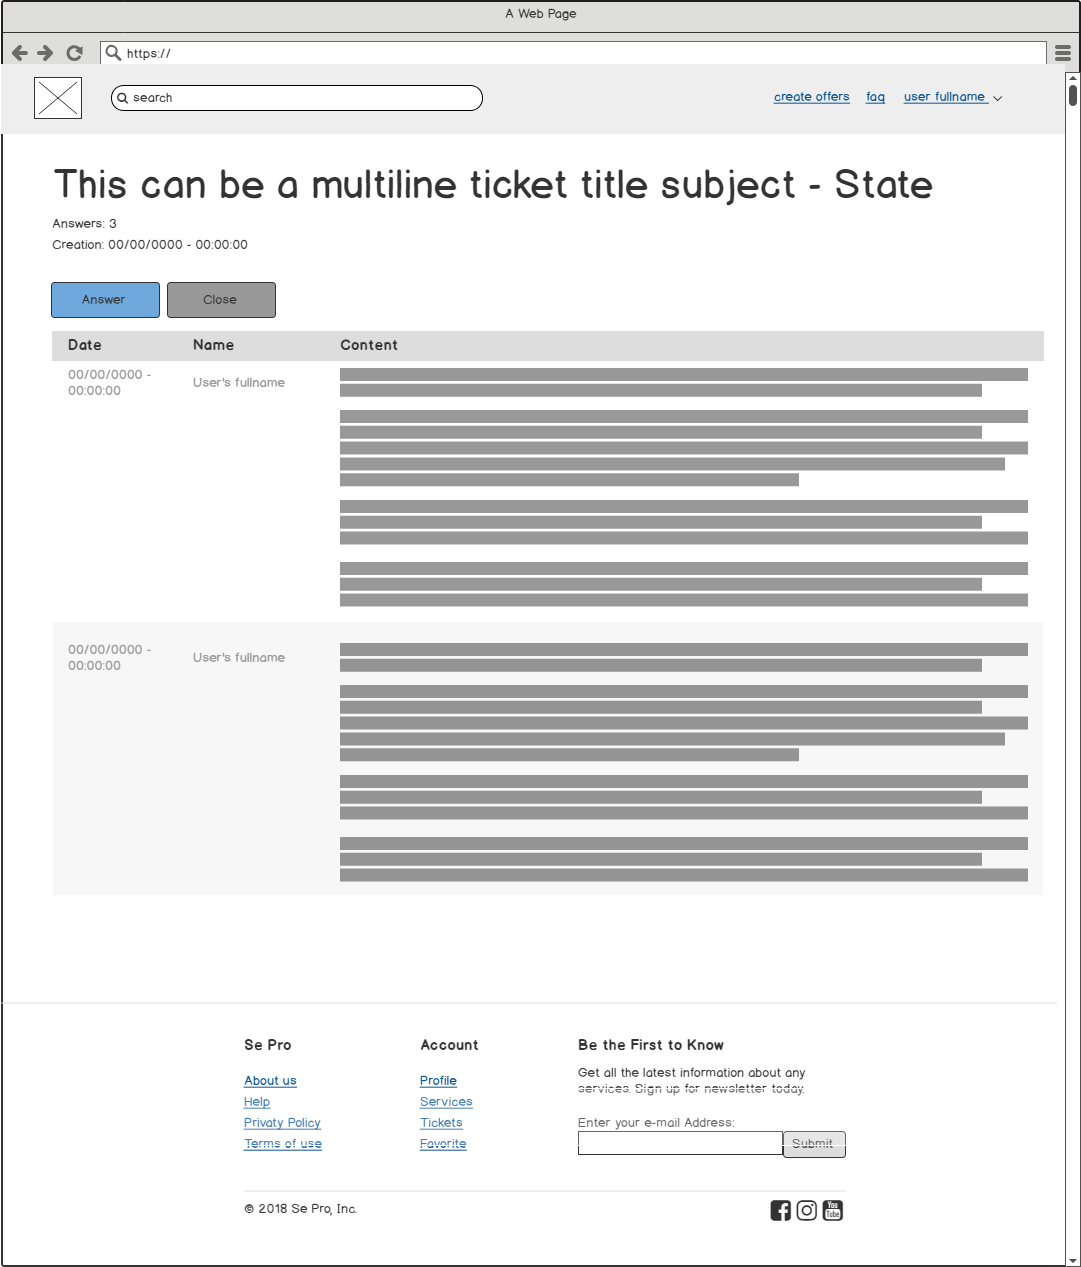 A Web Page
https://
search
create offers faq user fullname
This can be a multiline ticket title subject - State
Answers: 3
Creation: 00/00/0000 - 00:00:00
Answer Close
Date Name Content
00/00/0000 -
00:00:00
User's fullname
00/00/0000 -
00:00:00
User's fullname
Se Pro Account Be the First to Know
Get all the latest information about any
services. Sign up for newsletter today.
About us Profile
Help Services
Privaty Policy Tickets Enter your e-mail Address:
Terms of use Favorite Submit
© 2018 Se Pro, Inc.
You
Tube